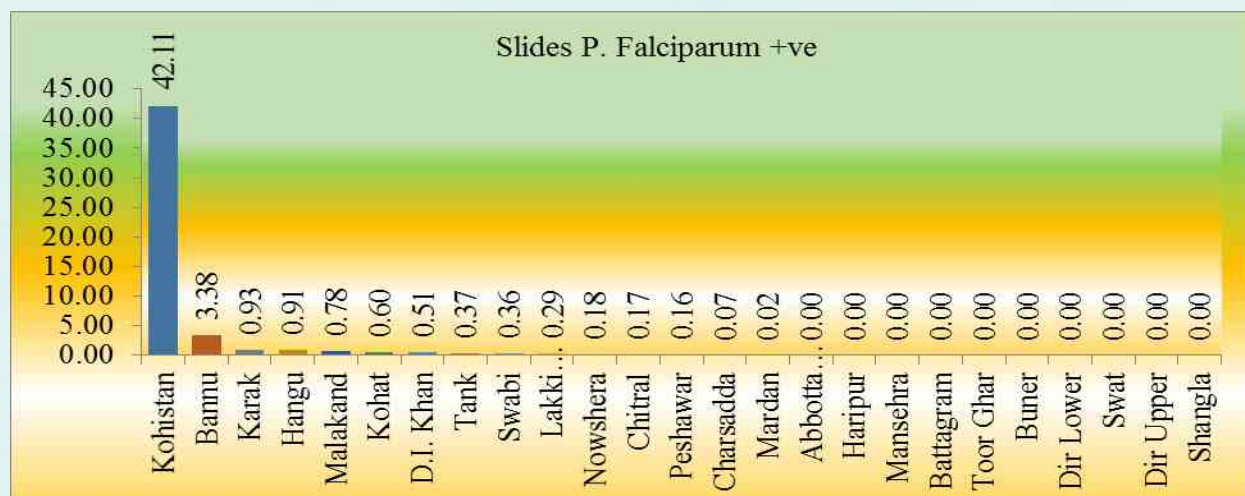 Slides P. Falciparum +ve
45.00
40.00
35.00
30.00
25.00
20.00
15.00
10.00
5.00
0.00
42.11
3.38
0.93
0.91
0.78
0.60
0.51
0.37
0.36
0.29
0.18
0.17
0.16
0.07
0.02
0.00
0.00
0.00
0.00
0.00
0.00
0.00
0.00
0.00
0.00
Kohistan
Bannu
Karak
Hangu
Malakand
Kohat
D.I. Khan
Tank
Swabi
Lakki…
Nowshera
Chitral
Peshawar
Charsadda
Mardan
Abbotta…
Haripur
Mansehra
Battagram
Toor Ghar
Buner
Dir Lower
Swat
Dir Upper
Shangla